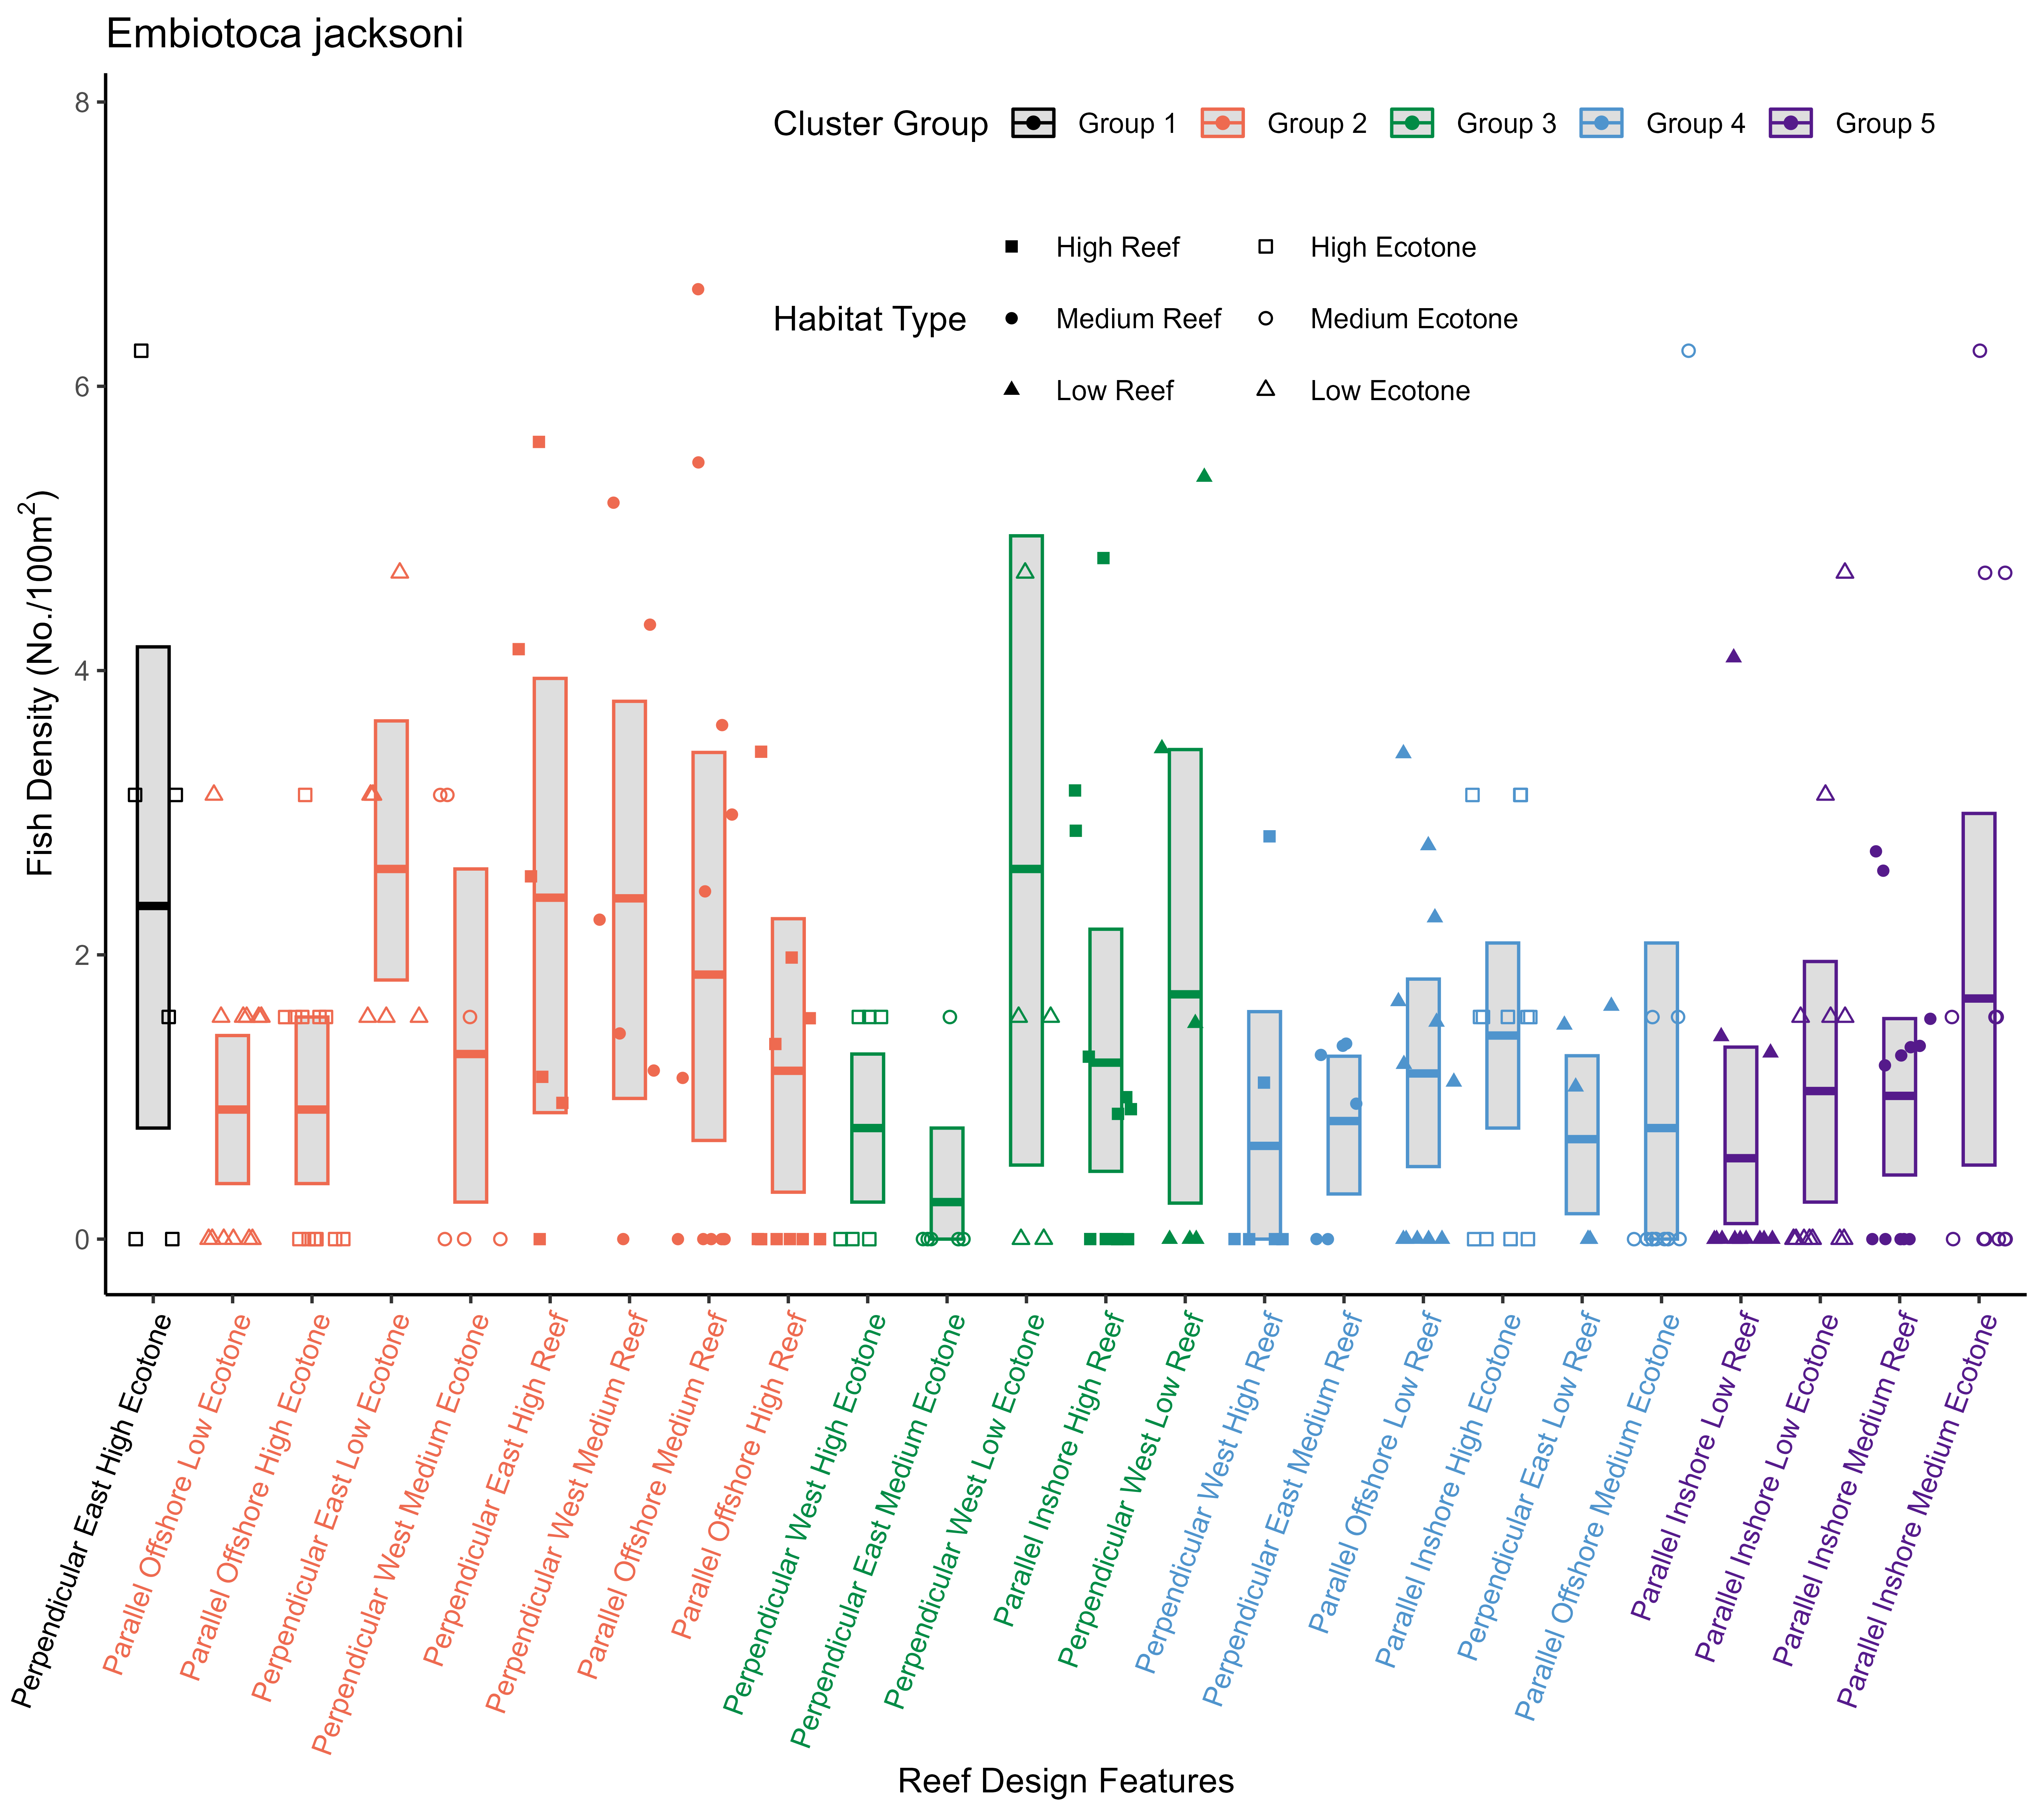 Embiotoca jacksoni
Cluster Group Group 1 Group 2 Group 3 Group 4 Group 5
Habitat Type
High Reef High Ecotone
Medium Reef Medium Ecotone
Low Reef Low Ecotone
Fish Density (No./100m²)
8
6
4
2
0
Perpendicular East High Ecotone
Parallel Offshore Low Ecotone
Parallel Offshore High Ecotone
Perpendicular East Low Ecotone
Perpendicular West Medium Ecotone
Perpendicular East High Reef
Perpendicular West Medium Reef
Parallel Offshore Medium Reef
Parallel Offshore High Reef
Perpendicular West High Ecotone
Perpendicular East Medium Ecotone
Perpendicular West Low Ecotone
Parallel Inshore High Reef
Perpendicular West Low Reef
Perpendicular West High Reef
Perpendicular East Medium Reef
Parallel Offshore Low Reef
Parallel Inshore High Ecotone
Perpendicular East Low Reef
Parallel Offshore Medium Ecotone
Parallel Inshore Low Reef
Parallel Inshore Low Ecotone
Parallel Inshore Medium Reef
Parallel Inshore Medium Ecotone
Reef Design Features